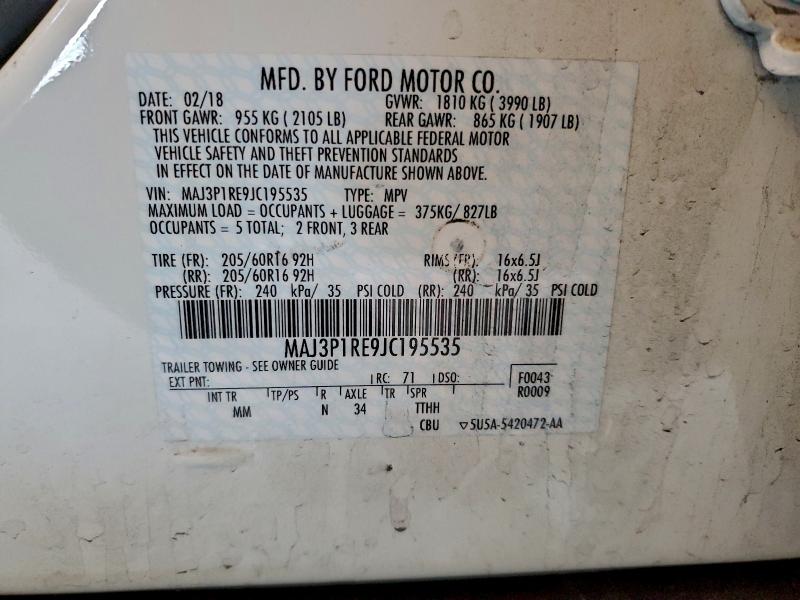 MFD. BY FORD MOTOR CO.
DATE: 02/18 GVWR: 1810 KG ( 3990 LB)
FRONT GAWR: 955 KG ( 2105 LB) REAR GAWR: 865 KG ( 1907 LB)
THIS VEHICLE CONFORMS TO ALL APPLICABLE FEDERAL MOTOR
VEHICLE SAFETY AND THEFT PREVENTION STANDARDS
IN EFFECT ON THE DATE OF MANUFACTURE SHOWN ABOVE.
VIN: MAJ3P1RE9JC195535 TYPE: MPV
MAXIMUM LOAD = OCCUPANTS + LUGGAGE = 375KG/ 827LB
OCCUPANTS = 5 TOTAL; 2 FRONT, 3 REAR
TIRE (FR): 205/60R16 92H RIMS (FR): 16x6.5J
(RR): 205/60R16 92H (RR): 16x6.5J
PRESSURE (FR): 240 kPa/ 35 PSI COLD (RR): 240 kPa/ 35 PSI COLD
MAJ3P1RE9JC195535
TRAILER TOWING - SEE OWNER GUIDE
EXT PNT: RC: 71 DSO: F0043
INT TR TP/PS R AXLE TR SPR R0009
MM N 34 TTHH
CBU ▽5U5A-5420472-AA